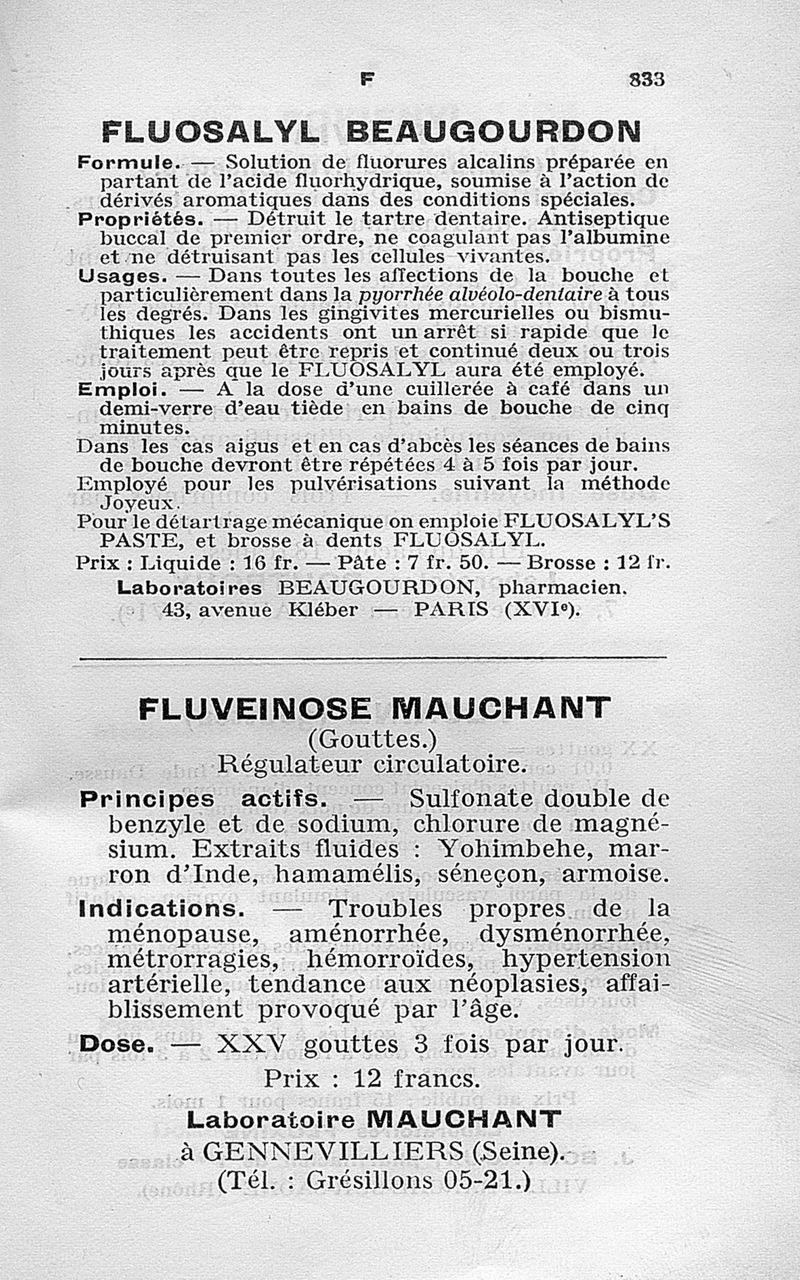 F 833
FLUOSALYL BEAUGOURDON
Formule. — Solution de fluorures alcalins préparée en
partant de l'acide fluorhydrique, soumise à l'action de
dérivés aromatiques dans des conditions spéciales.
Propriétés. — Détruit le tartre dentaire. Antiseptique
buccal de premier ordre, ne coagulant pas l'albumine
et ne détruisant pas les cellules vivantes.
Usages. — Dans toutes les affections de la bouche et
particulièrement dans la pyorrhée alvéolo-dentaire à tous
les degrés. Dans les gingivites mercurielles ou bismu-
thiques les accidents ont un arrêt si rapide que le
traitement peut être repris et continué deux ou trois
jours après que le FLUOSALYL aura été employé.
Emploi. — A la dose d'une cuillerée à café dans un
demi-verre d'eau tiède en bains de bouche de cinq
minutes.
Dans les cas aigus et en cas d'abcès les séances de bains
de bouche devront être répétées 4 à 5 fois par jour.
Employé pour les pulvérisations suivant la méthode
Joyeux.
Pour le détartrage mécanique on emploie FLUOSALYL'S
PASTE, et brosse à dents FLUOSALYL.
Prix : Liquide : 16 fr. — Pâte : 7 fr. 50. — Brosse : 12 fr.
Laboratoires BEAUGOURDON, pharmacien.
43, avenue Kléber — PARIS (XVIe).
FLUVEINOSE MAUCHANT
(Gouttes.)
Régulateur circulatoire.
Principes actifs. — Sulfonate double de
benzyle et de sodium, chlorure de magné-
sium. Extraits fluides : Yohimbehe, mar-
ron d'Inde, hamamélis, séneçon, armoise.
Indications. — Troubles propres de la
ménopause, aménorrhée, dysménorrhée,
métrorragies, hémorroïdes, hypertension
artérielle, tendance aux néoplasies, affai-
blissement provoqué par l'âge.
Dose. — XXV gouttes 3 fois par jour.
Prix : 12 francs.
Laboratoire MAUCHANT
à GENNEVILLIERS (Seine).
(Tél. : Grésillons 05-21.)